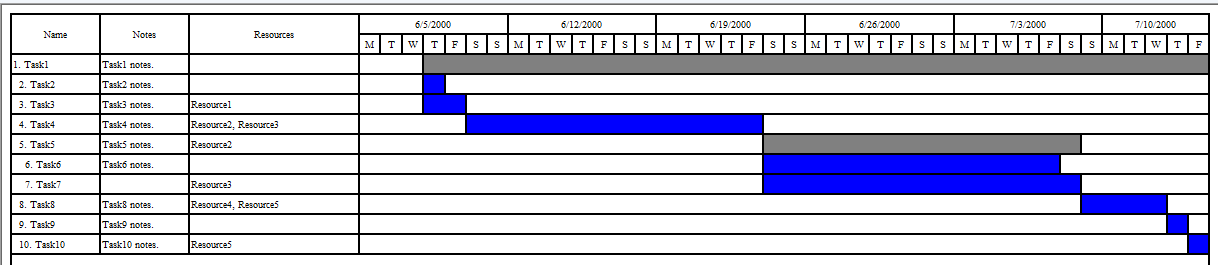 Name Notes Resources 6/5/2000 6/12/2000 6/19/2000 6/26/2000 7/3/2000 7/10/2000
M T W T F S S M T W T F S S M T W T F S S M T W T F S S M T W T F S S M T W T F
1. Task1 Task1 notes.
2. Task2 Task2 notes.
3. Task3 Task3 notes. Resource1
4. Task4 Task4 notes. Resource2, Resource3
5. Task5 Task5 notes. Resource2
6. Task6 Task6 notes.
7. Task7 Resource3
8. Task8 Task8 notes. Resource4, Resource5
9. Task9 Task9 notes.
10. Task10 Task10 notes. Resource5